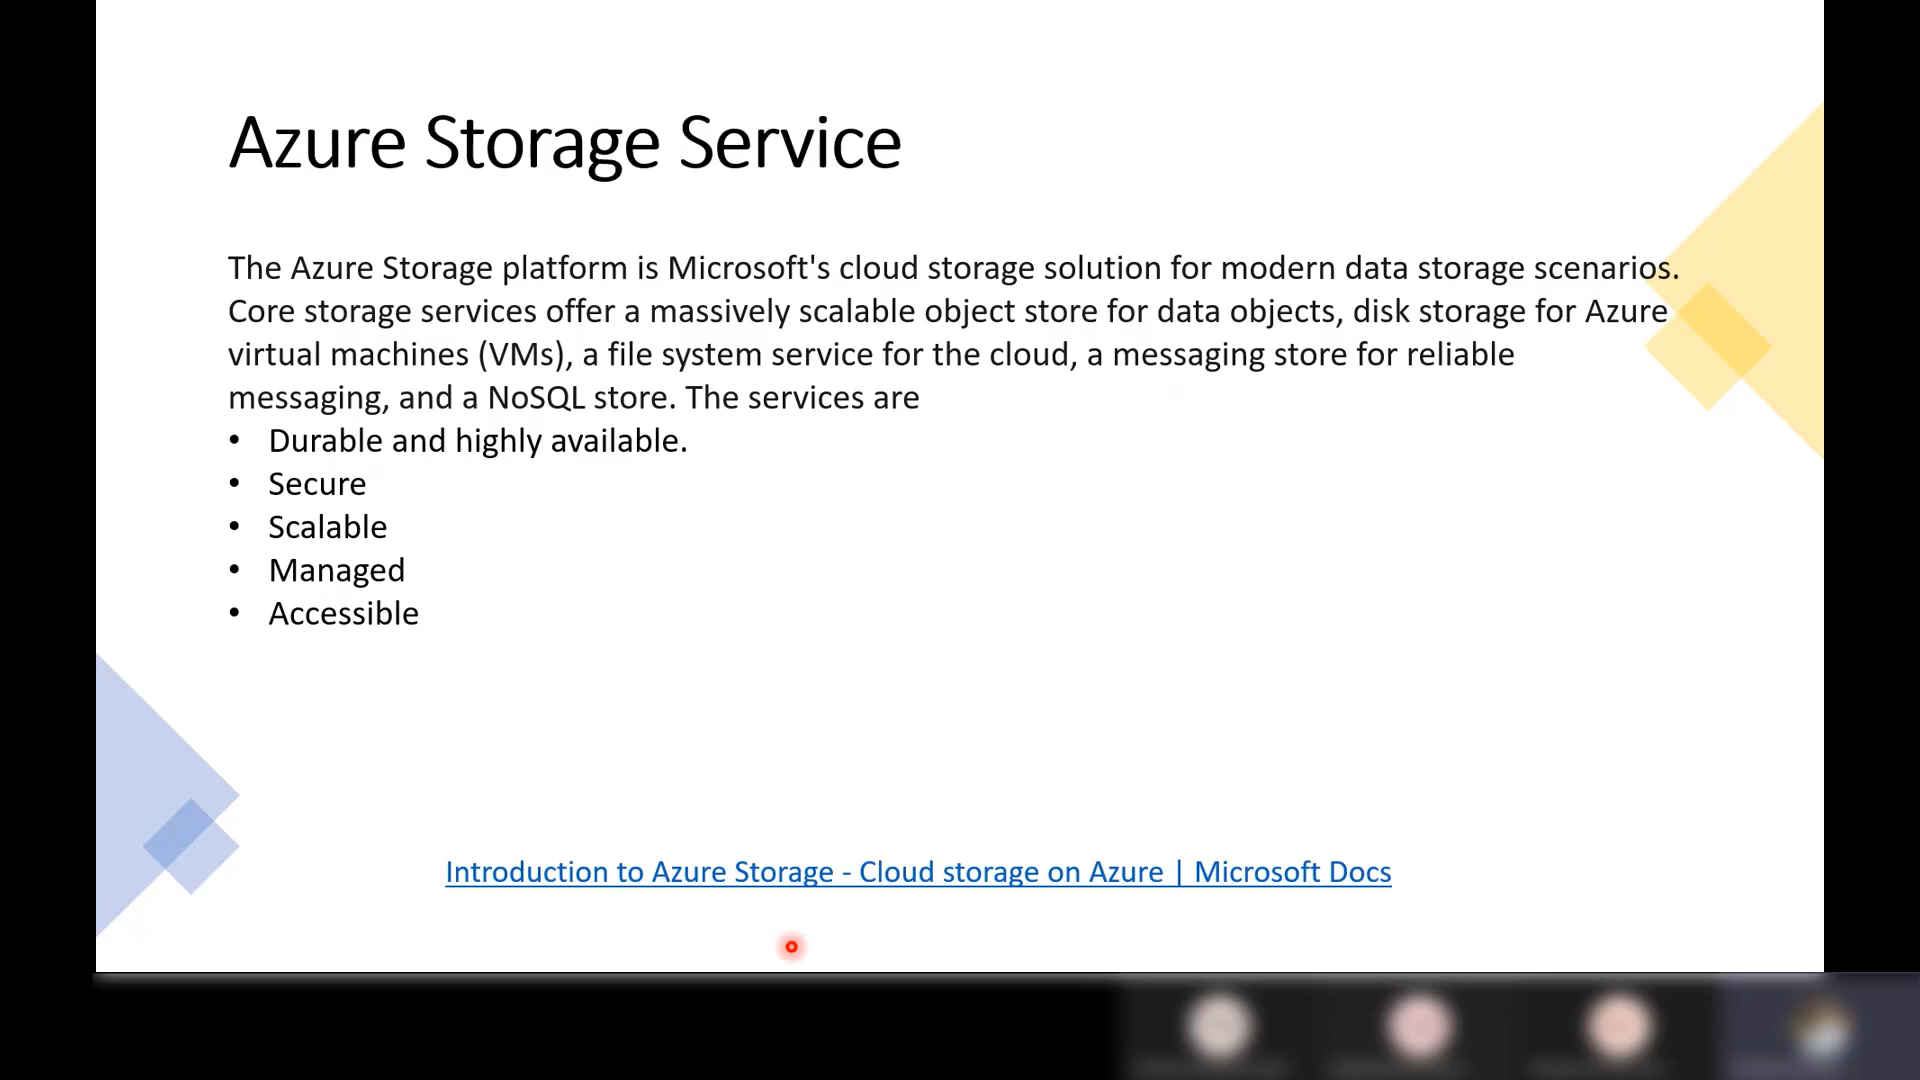 Azure Storage Service
The Azure Storage platform is Microsoft's cloud storage solution for modern data storage scenarios.
Core storage services offer a massively scalable object store for data objects, disk storage for Azure
virtual machines (VMs), a file system service for the cloud, a messaging store for reliable
messaging, and a NoSQL store. The services are
• Durable and highly available.
• Secure
• Scalable
• Managed
• Accessible
Introduction to Azure Storage - Cloud storage on Azure | Microsoft Docs